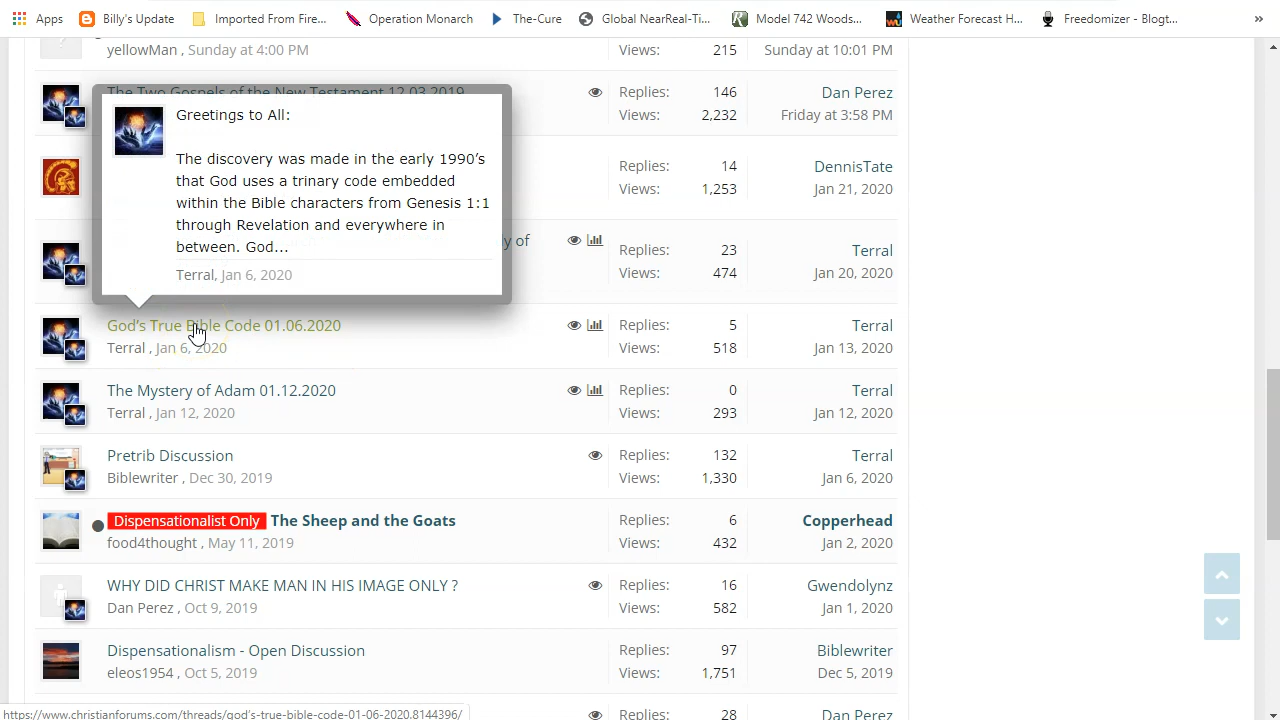 Apps Billy's Update Imported From Fire... Operation Monarch The-Cure Global NearReal-Ti... Model 742 Woods... Weather Forecast H... Freedomizer - Blogt... »
yellowMan , Sunday at 4:00 PM Views: 215 Sunday at 10:01 PM
The Two Gospels of the New Testament 12.03.2019 Replies: 146 Dan Perez
Views: 2,232 Friday at 3:58 PM
Greetings to All:
The discovery was made in the early 1990's
that God uses a trinary code embedded
within the Bible characters from Genesis 1:1
through Revelation and everywhere in
between. God...
Terral, Jan 6, 2020
Replies: 14 DennisTate
Views: 1,253 Jan 21, 2020
of Replies: 23 Terral
Views: 474 Jan 20, 2020
God's True Bible Code 01.06.2020 Replies: 5 Terral
Terral , Jan 6, 2020 Views: 518 Jan 13, 2020
The Mystery of Adam 01.12.2020 Replies: 0 Terral
Terral , Jan 12, 2020 Views: 293 Jan 12, 2020
Pretrib Discussion Replies: 132 Terral
Biblewriter , Dec 30, 2019 Views: 1,330 Jan 6, 2020
Dispensationalist Only The Sheep and the Goats Replies: 6 Copperhead
food4thought , May 11, 2019 Views: 432 Jan 2, 2020
WHY DID CHRIST MAKE MAN IN HIS IMAGE ONLY ? Replies: 16 Gwendolynz
Dan Perez , Oct 9, 2019 Views: 582 Jan 1, 2020
Dispensationalism - Open Discussion Replies: 97 Biblewriter
eleos1954 , Oct 5, 2019 Views: 1,751 Dec 5, 2019
Replies: 28 Dan Perez
https://www.christianforums.com/threads/god's-true-bible-code-01-06-2020.8144396/